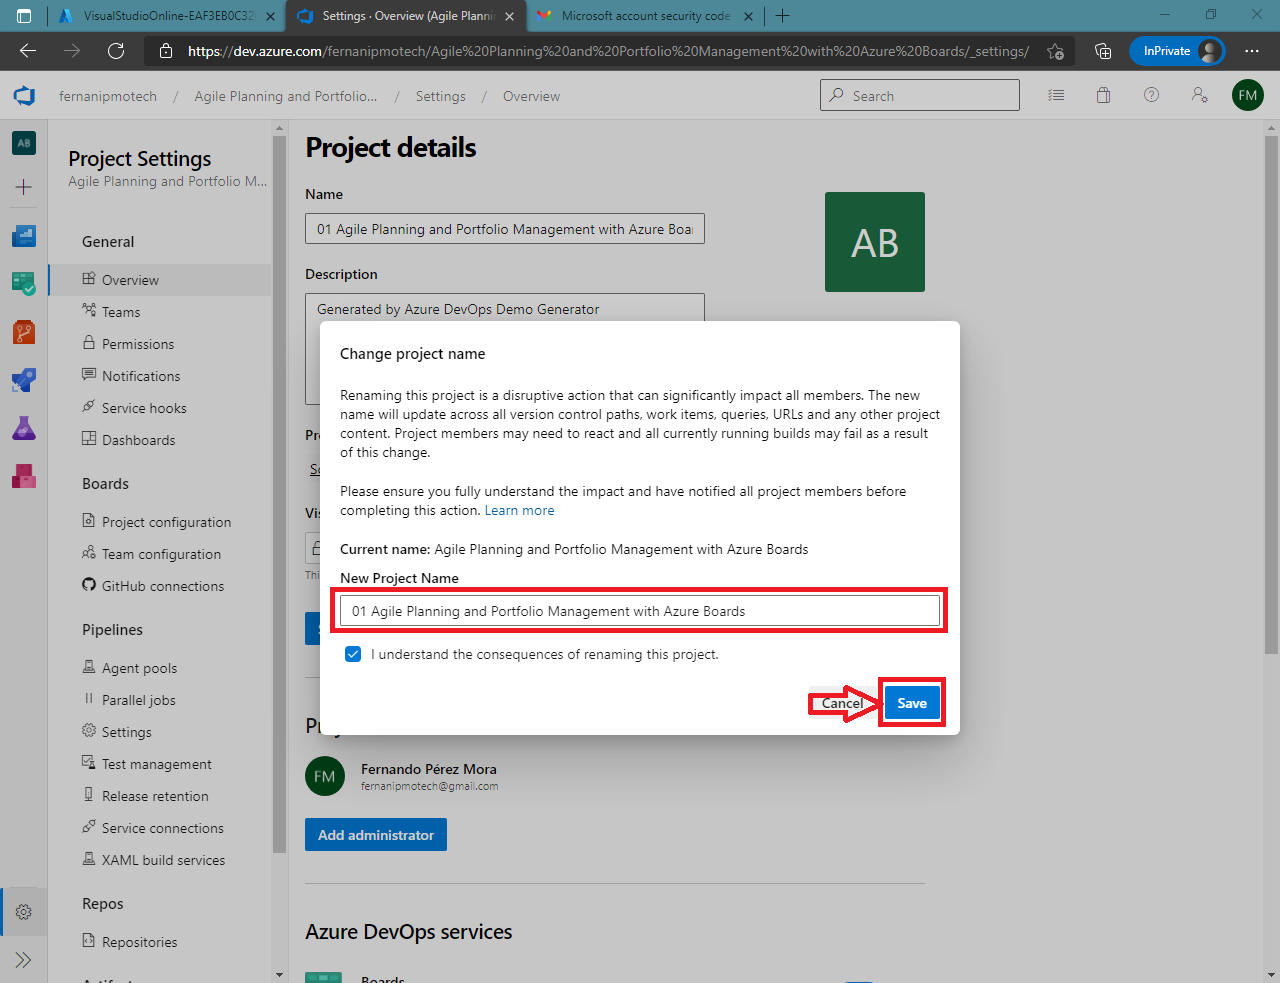 VisualStudioOnline-EAF3EB0C32
Settings · Overview (Agile Planni
Microsoft account security code
https://dev.azure.com/fernanipmotech/Agile%20Planning%20and%20Portfolio%20Management%20with%20Azure%20Boards/_settings/
InPrivate
fernanipmotech / Agile Planning and Portfolio... / Settings / Overview
Search
FM
AB
Project Settings
Agile Planning and Portfolio M...
General
Overview
Teams
Permissions
Notifications
Service hooks
Dashboards
Boards
Project configuration
Team configuration
GitHub connections
Pipelines
Agent pools
Parallel jobs
Settings
Test management
Release retention
Service connections
XAML build services
Repos
Repositories
Project details
Name
01 Agile Planning and Portfolio Management with Azure Boar
AB
Description
Generated by Azure DevOps Demo Generator
Change project name
Renaming this project is a disruptive action that can significantly impact all members. The new
name will update across all version control paths, work items, queries, URLs and any other project
content. Project members may need to react and all currently running builds may fail as a result
of this change.
Please ensure you fully understand the impact and have notified all project members before
completing this action. Learn more
Current name: Agile Planning and Portfolio Management with Azure Boards
New Project Name
01 Agile Planning and Portfolio Management with Azure Boards
I understand the consequences of renaming this project.
Cancel
Save
FM
Fernando Pérez Mora
fernanipmotech@gmail.com
Add administrator
Azure DevOps services
Boards